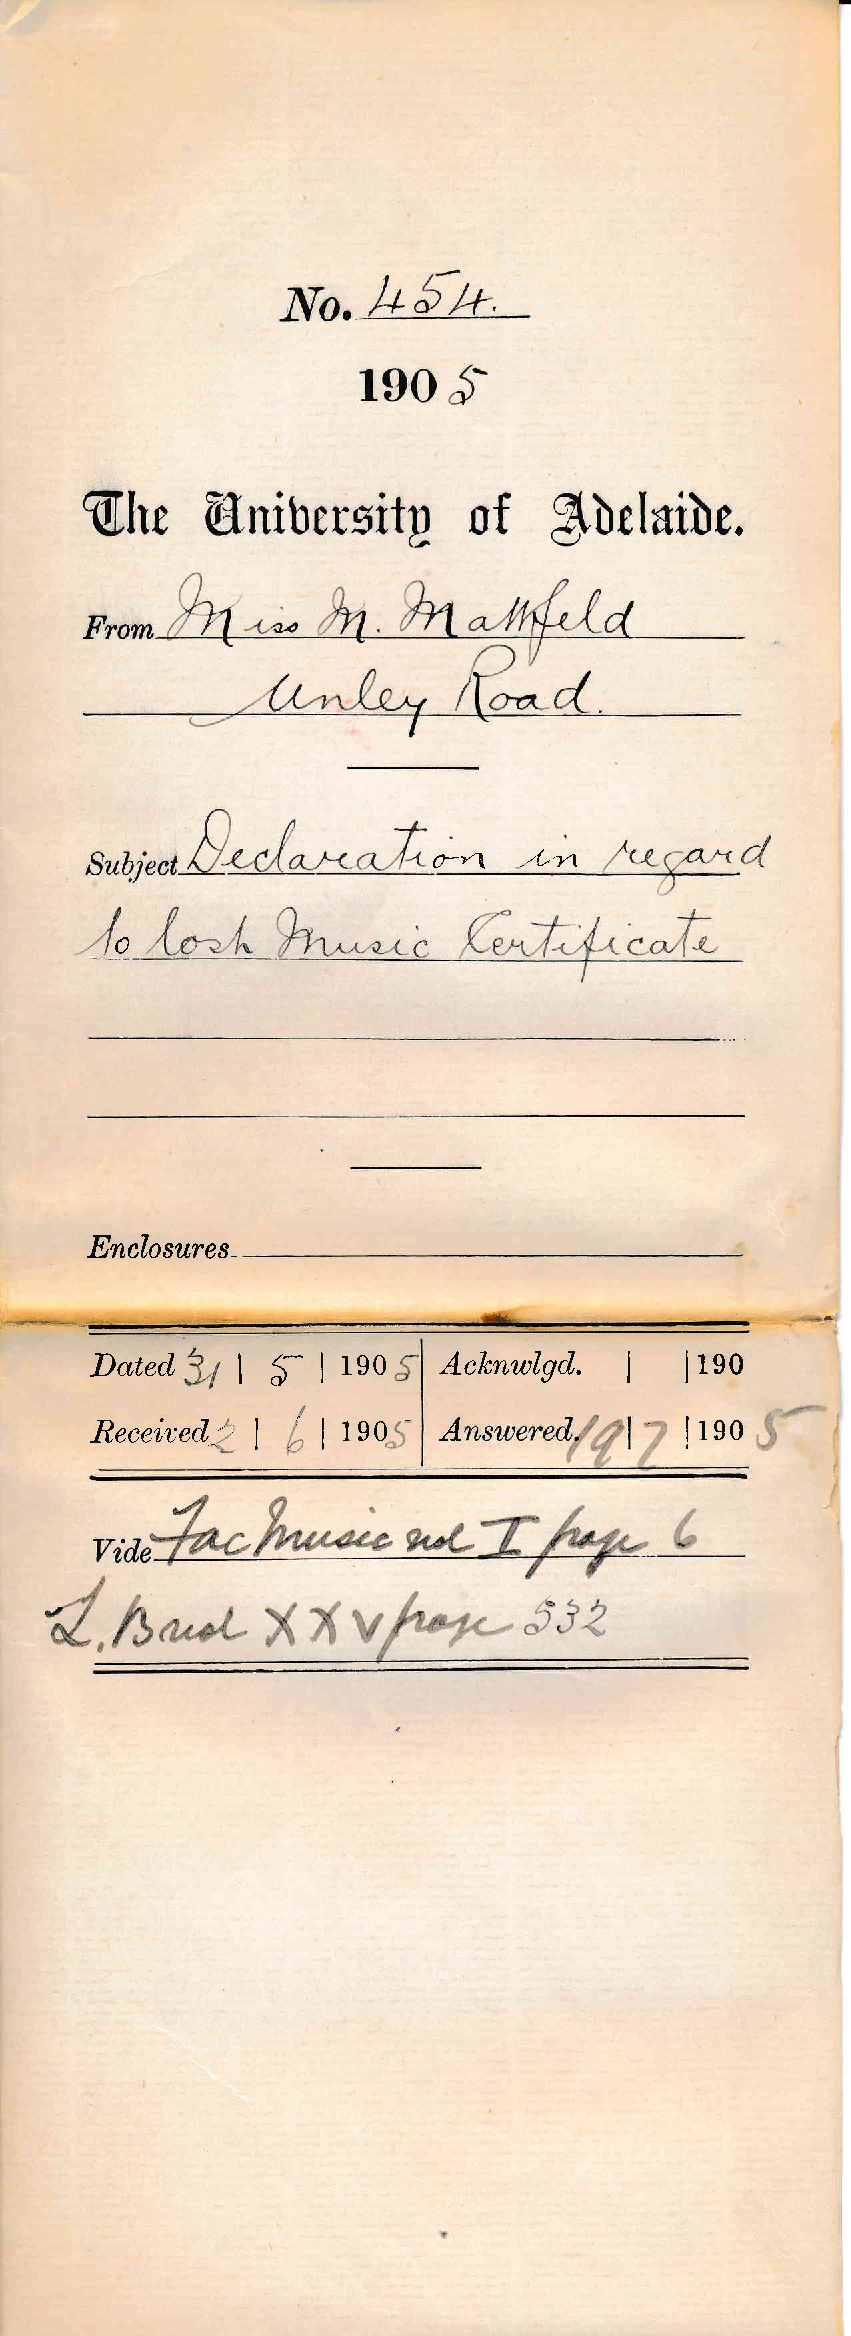 No. 454.
1905
The University of Adelaide.
From Miss M. Mattfeld
Unley Road.
Subject Declaration in regard
to lost Music Certificate
Enclosures
Dated 31 | 5 | 1905 Acknwlgd. | | 190
Received 2 | 6 | 1905 Answered. 19 | 7 | 1905
Vide Fac Music vol I page 6
L. B vol XXV page 532